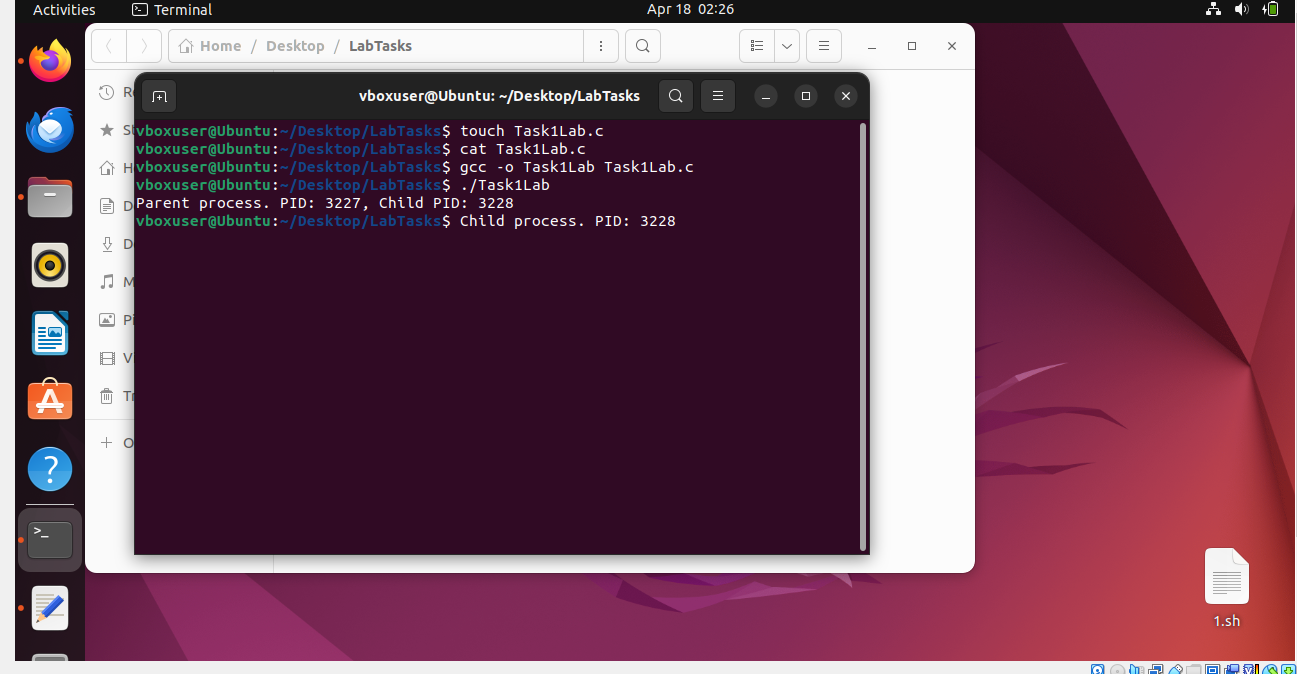 Activities
Terminal
Apr 18 02:26
Home / Desktop / LabTasks
vboxuser@Ubuntu: ~/Desktop/LabTasks
vboxuser@Ubuntu:~/Desktop/LabTasks$ touch Task1Lab.c
vboxuser@Ubuntu:~/Desktop/LabTasks$ cat Task1Lab.c
vboxuser@Ubuntu:~/Desktop/LabTasks$ gcc -o Task1Lab Task1Lab.c
vboxuser@Ubuntu:~/Desktop/LabTasks$ ./Task1Lab
Parent process. PID: 3227, Child PID: 3228
vboxuser@Ubuntu:~/Desktop/LabTasks$ Child process. PID: 3228
1.sh